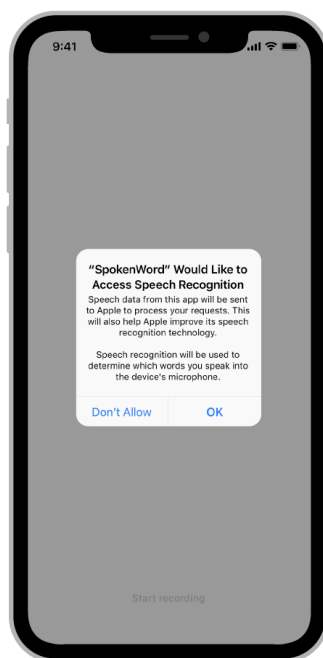 9:41
“SpokenWord” Would Like to
Access Speech Recognition
Speech data from this app will be sent
to Apple to process your requests. This
will also help Apple improve its speech
recognition technology.
Speech recognition will be used to
determine which words you speak into
the device's microphone.
Don't Allow OK
Start recording